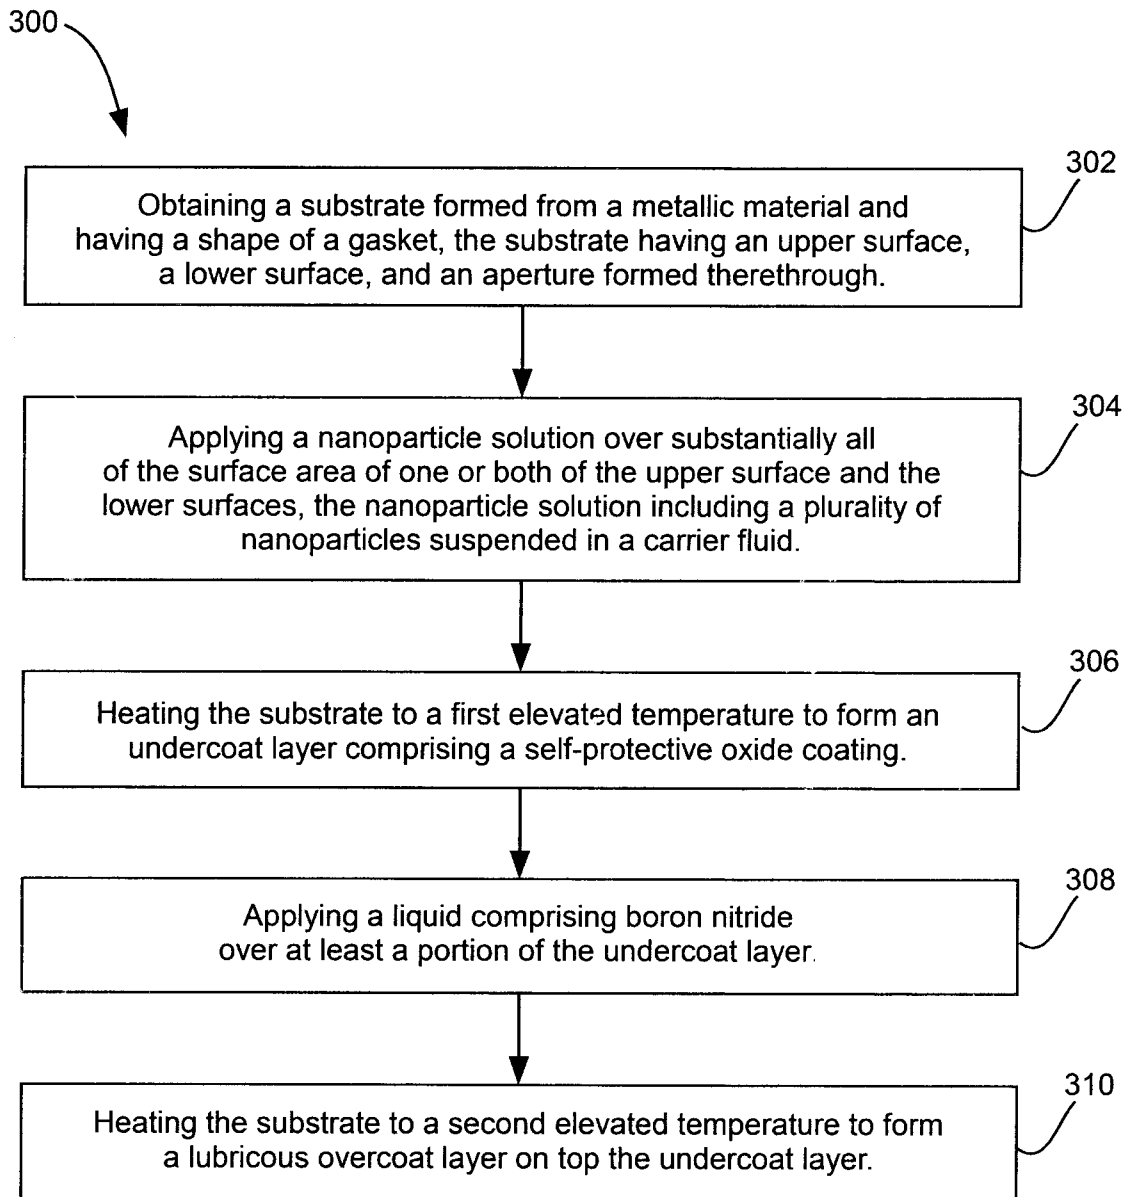 300
302
Obtaining a substrate formed from a metallic material and
having a shape of a gasket, the substrate having an upper surface,
a lower surface, and an aperture formed therethrough.
304
Applying a nanoparticle solution over substantially all
of the surface area of one or both of the upper surface and the
lower surfaces, the nanoparticle solution including a plurality of
nanoparticles suspended in a carrier fluid.
306
Heating the substrate to a first elevated temperature to form an
undercoat layer comprising a self-protective oxide coating.
308
Applying a liquid comprising boron nitride
over at least a portion of the undercoat layer.
310
Heating the substrate to a second elevated temperature to form
a lubricous overcoat layer on top the undercoat layer.